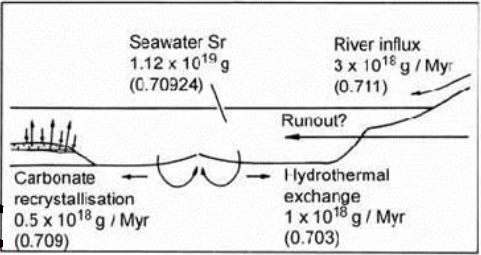 Seawater Sr
1.12 x 10¹⁹ g
(0.70924)
River influx
3 x 10¹⁸ g / Myr
(0.711)
Runout?
Carbonate
recrystallisation
0.5 x 10¹⁸ g / Myr
(0.709)
Hydrothermal
exchange
1 x 10¹⁸ g / Myr
(0.703)